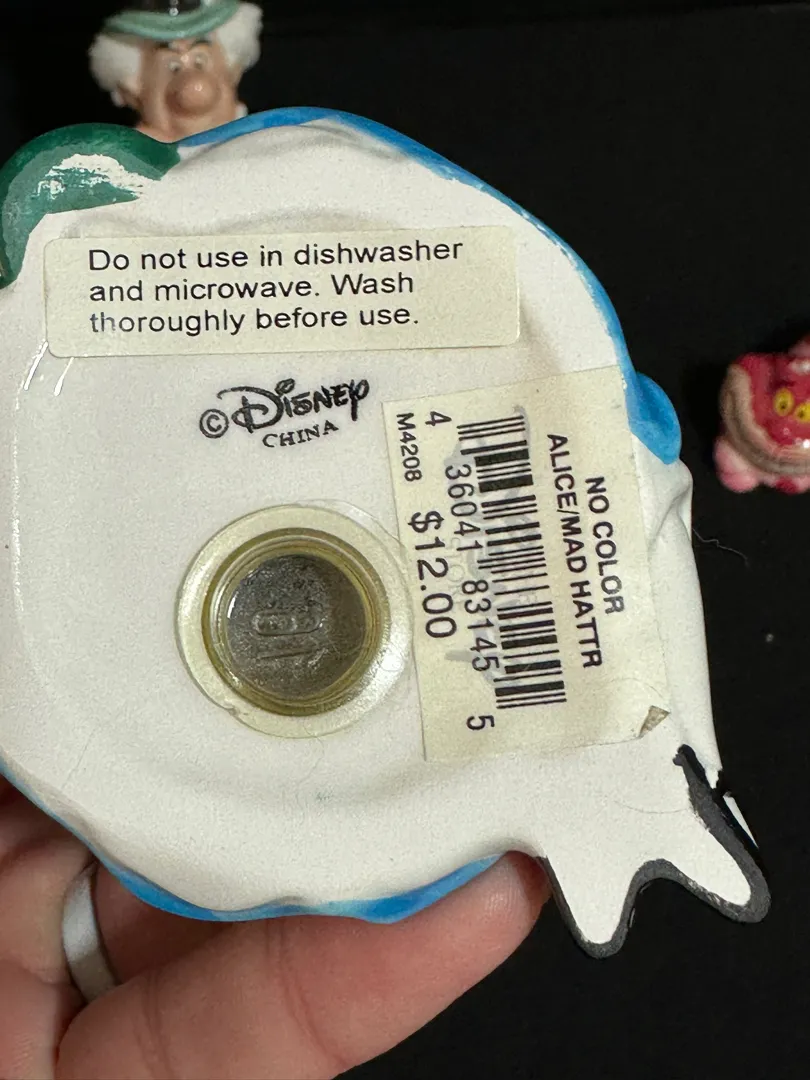 Do not use in dishwasher
and microwave. Wash
thoroughly before use.
© Disney
CHINA
NO COLOR
ALICE/MAD HATTR
4 36041 83145 5
M4208 $12.00